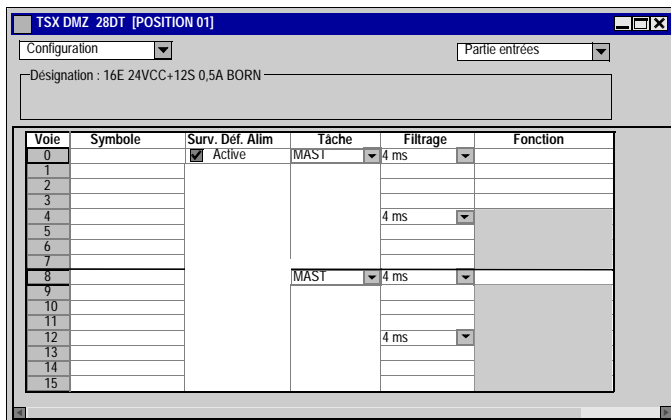 TSX DMZ 28DT [POSITION 01]
Configuration Partie entrées
Désignation : 16E 24VCC+12S 0,5A BORN
Voie Symbole Surv. Déf. Alim Tâche Filtrage Fonction
0 Active MAST 4 ms
1
2
3
4 4 ms
5
6
7
8 MAST 4 ms
9
10
11
12 4 ms
13
14
15